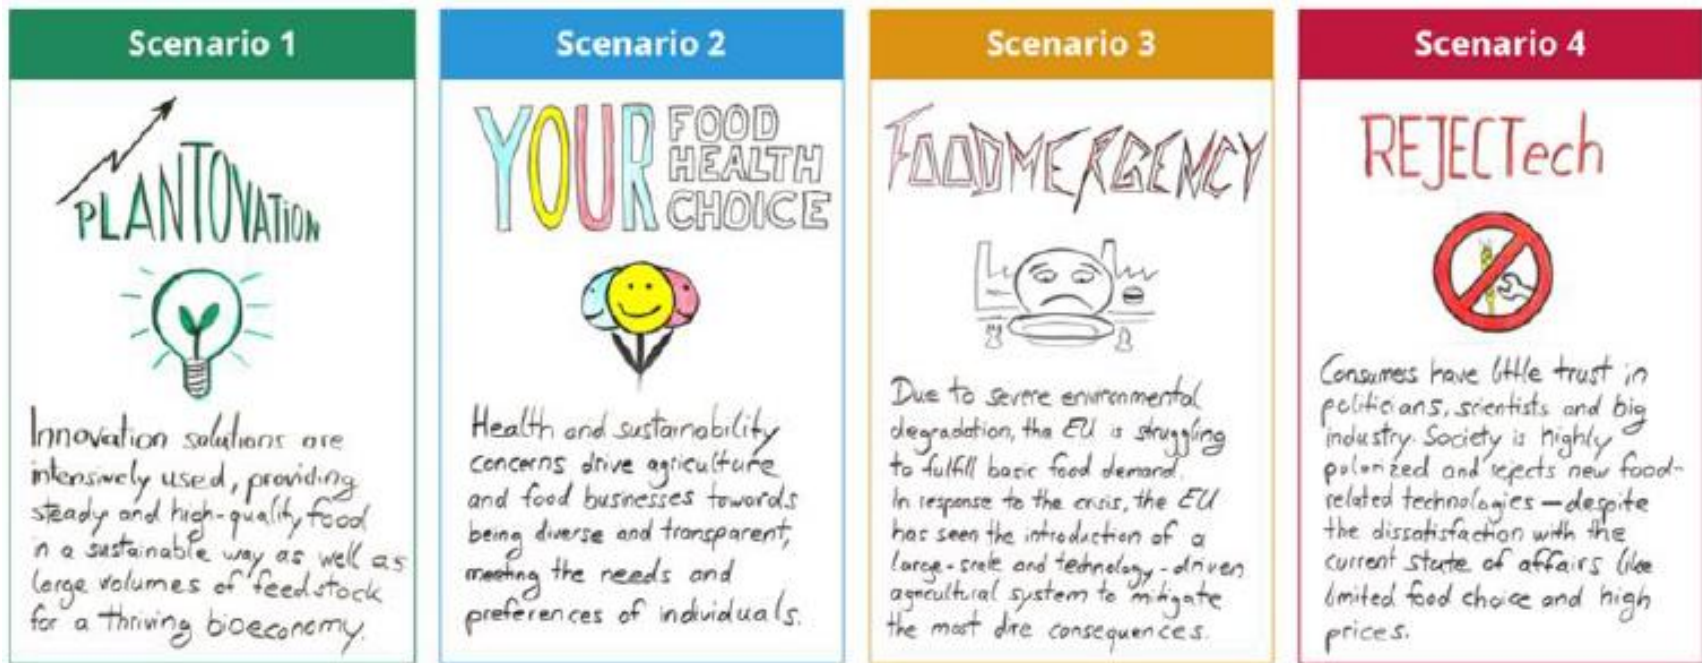 Scenario 1
PLANTOVATION
Innovation solutions are
intensively used, providing
steady and high-quality food
in a sustainable way as well as
large volumes of feedstock
for a thriving bioeconomy.
Scenario 2
YOUR FOOD
HEALTH
CHOICE
Health and sustainability
concerns drive agriculture
and food businesses towards
being diverse and transparent,
meeting the needs and
preferences of individuals.
Scenario 3
FOODMERGENCY
Due to severe environmental
degradation, the EU is struggling
to fulfill basic food demand.
In response to the crisis, the EU
has seen the introduction of a
large-scale and technology-driven
agricultural system to mitigate
the most dire consequences.
Scenario 4
REJECTech
Consumers have little trust in
politicians, scientists and big
industry. Society is highly
polarized and rejects new food-
related technologies — despite
the dissatisfaction with the
current state of affairs like
limited food choice and high
prices.